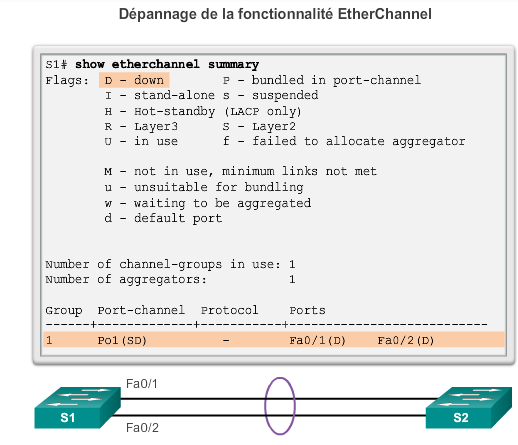 Dépannage de la fonctionnalité EtherChannel
S1# show etherchannel summary
Flags: D - down P - bundled in port-channel
I - stand-alone s - suspended
H - Hot-standby (LACP only)
R - Layer3 S - Layer2
U - in use f - failed to allocate aggregator
M - not in use, minimum links not met
u - unsuitable for bundling
w - waiting to be aggregated
d - default port
Number of channel-groups in use: 1
Number of aggregators: 1
Group Port-channel Protocol Ports
------+-------------+-----------+-----------------------------------------------
1 Po1(SD) - Fa0/1(D) Fa0/2(D)
Fa0/1
S1 S2
Fa0/2